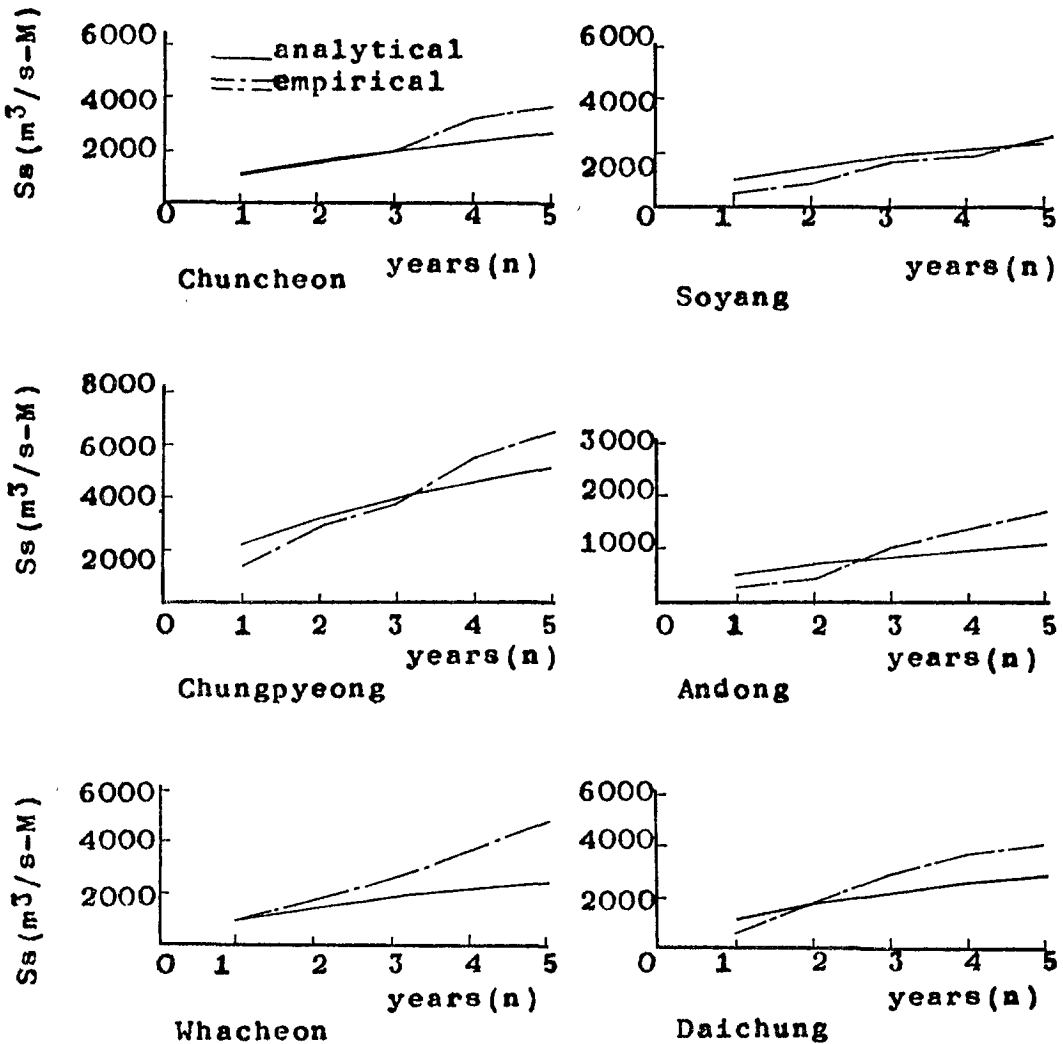 Ss(m³/s-M)
6000
4000
2000
analytical
empirical
0 1 2 3 4 5
years(n)
Chuncheon
6000
4000
2000
0 1 2 3 4 5
years(n)
Soyang
Ss(m³/s-M)
8000
6000
4000
2000
0 1 2 3 4 5
years(n)
Chungpyeong
3000
2000
1000
0 1 2 3 4 5
years(n)
Andong
Ss(m³/s-M)
6000
4000
2000
0 1 2 3 4 5
years(n)
Whacheon
6000
4000
2000
0 1 2 3 4 5
years(n)
Daichung